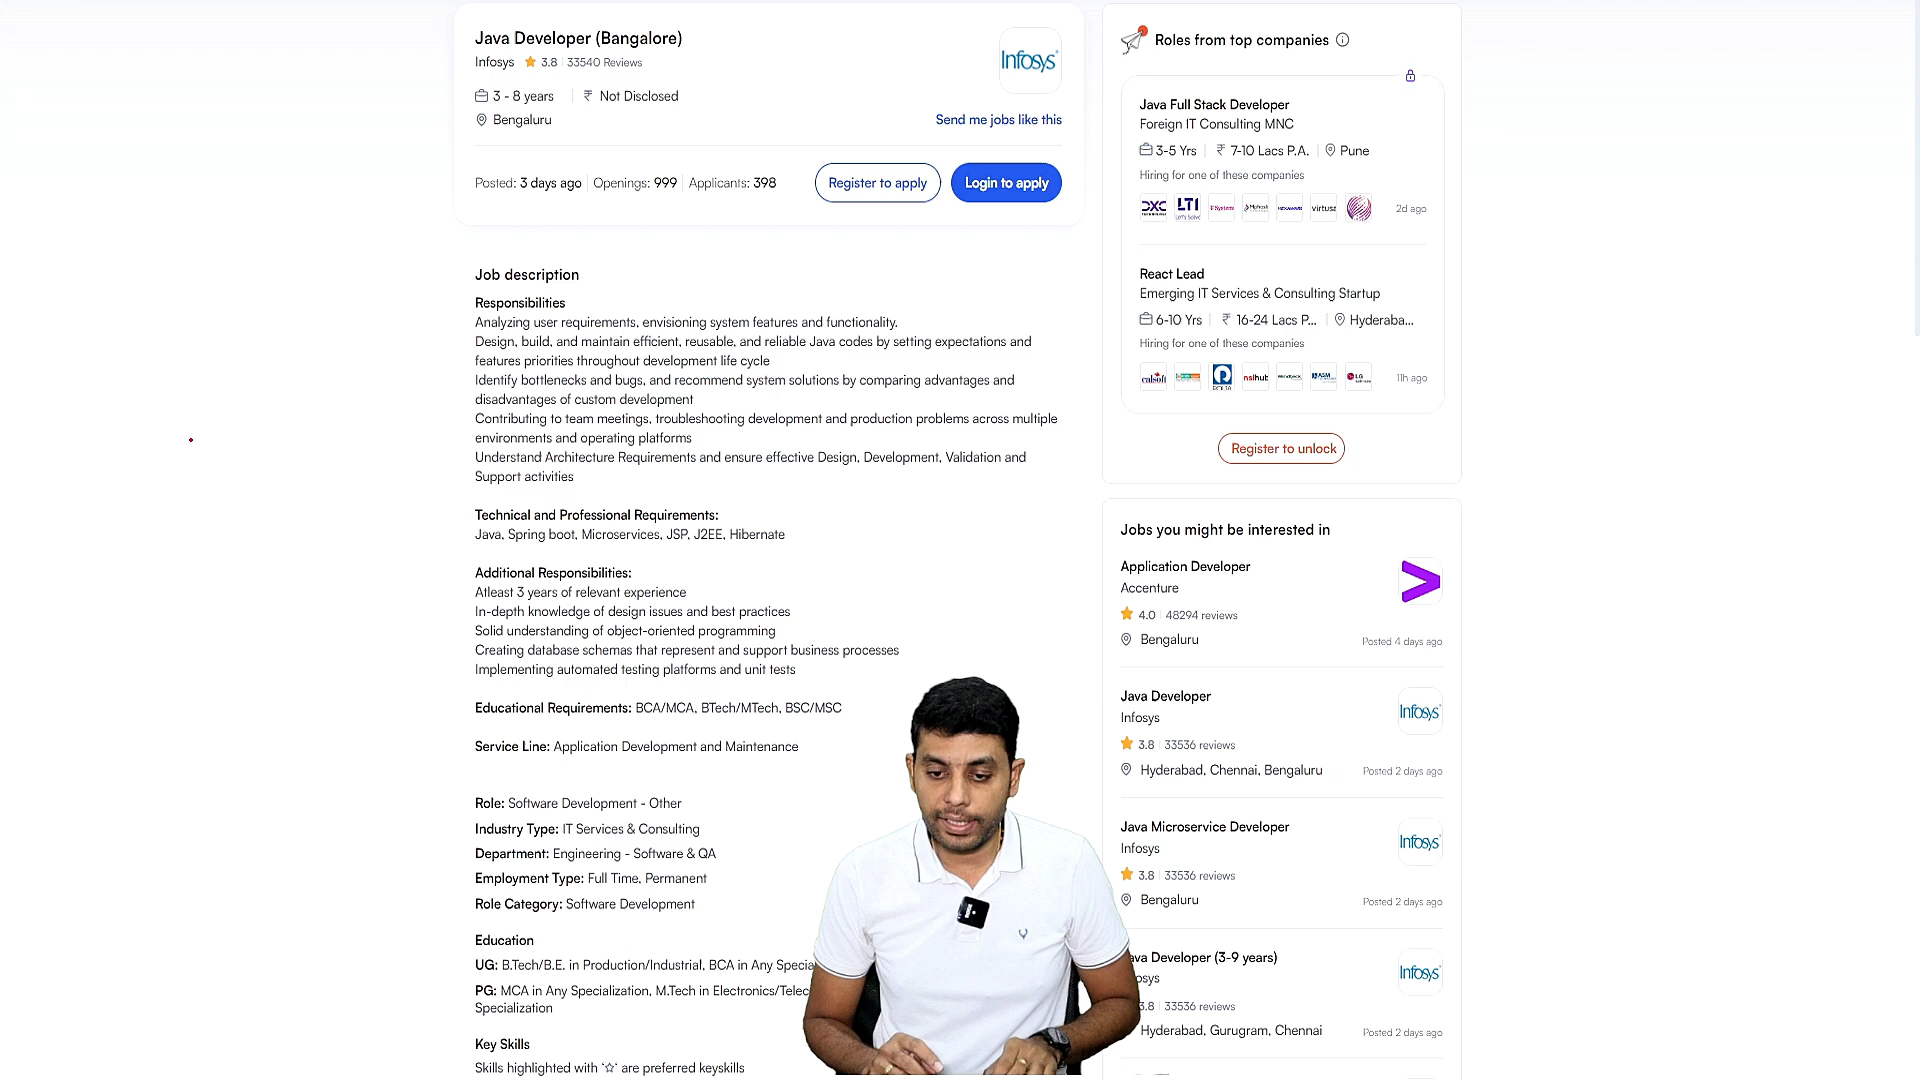 Java Developer (Bangalore)
Infosys 3.8 33540 Reviews
Infosys
3 - 8 years ₹ Not Disclosed
Bengaluru
Send me jobs like this
Posted: 3 days ago Openings: 999 Applicants: 398
Register to apply
Login to apply
Job description
Responsibilities
Analyzing user requirements, envisioning system features and functionality.
Design, build, and maintain efficient, reusable, and reliable Java codes by setting expectations and
features priorities throughout development life cycle
Identify bottlenecks and bugs, and recommend system solutions by comparing advantages and
disadvantages of custom development
Contributing to team meetings, troubleshooting development and production problems across multiple
environments and operating platforms
Understand Architecture Requirements and ensure effective Design, Development, Validation and
Support activities
Technical and Professional Requirements:
Java, Spring boot, Microservices, JSP, J2EE, Hibernate
Additional Responsibilities:
Atleast 3 years of relevant experience
In-depth knowledge of design issues and best practices
Solid understanding of object-oriented programming
Creating database schemas that represent and support business processes
Implementing automated testing platforms and unit tests
Educational Requirements: BCA/MCA, BTech/MTech, BSC/MSC
Service Line: Application Development and Maintenance
Role: Software Development - Other
Industry Type: IT Services & Consulting
Department: Engineering - Software & QA
Employment Type: Full Time, Permanent
Role Category: Software Development
Education
UG: B.Tech/B.E. in Production/Industrial, BCA in Any Specia
PG: MCA in Any Specialization, M.Tech in Electronics/Telec
Specialization
Key Skills
Skills highlighted with '☆' are preferred keyskills
Roles from top companies
Java Full Stack Developer
Foreign IT Consulting MNC
3-5 Yrs ₹ 7-10 Lacs P.A. Pune
Hiring for one of these companies
DXC LTI virtusa 2d ago
React Lead
Emerging IT Services & Consulting Startup
6-10 Yrs ₹ 16-24 Lacs P... Hyderaba...
Hiring for one of these companies
calsoft nslhub LG 11h ago
Register to unlock
Jobs you might be interested in
Application Developer
Accenture
4.0 48294 reviews
Bengaluru Posted 4 days ago
Java Developer
Infosys
Infosys
3.8 33536 reviews
Hyderabad, Chennai, Bengaluru Posted 2 days ago
Java Microservice Developer
Infosys
Infosys
3.8 33536 reviews
Bengaluru Posted 2 days ago
ava Developer (3-9 years)
osys
Infosys
3.8 33536 reviews
Hyderabad, Gurugram, Chennai Posted 2 days ago